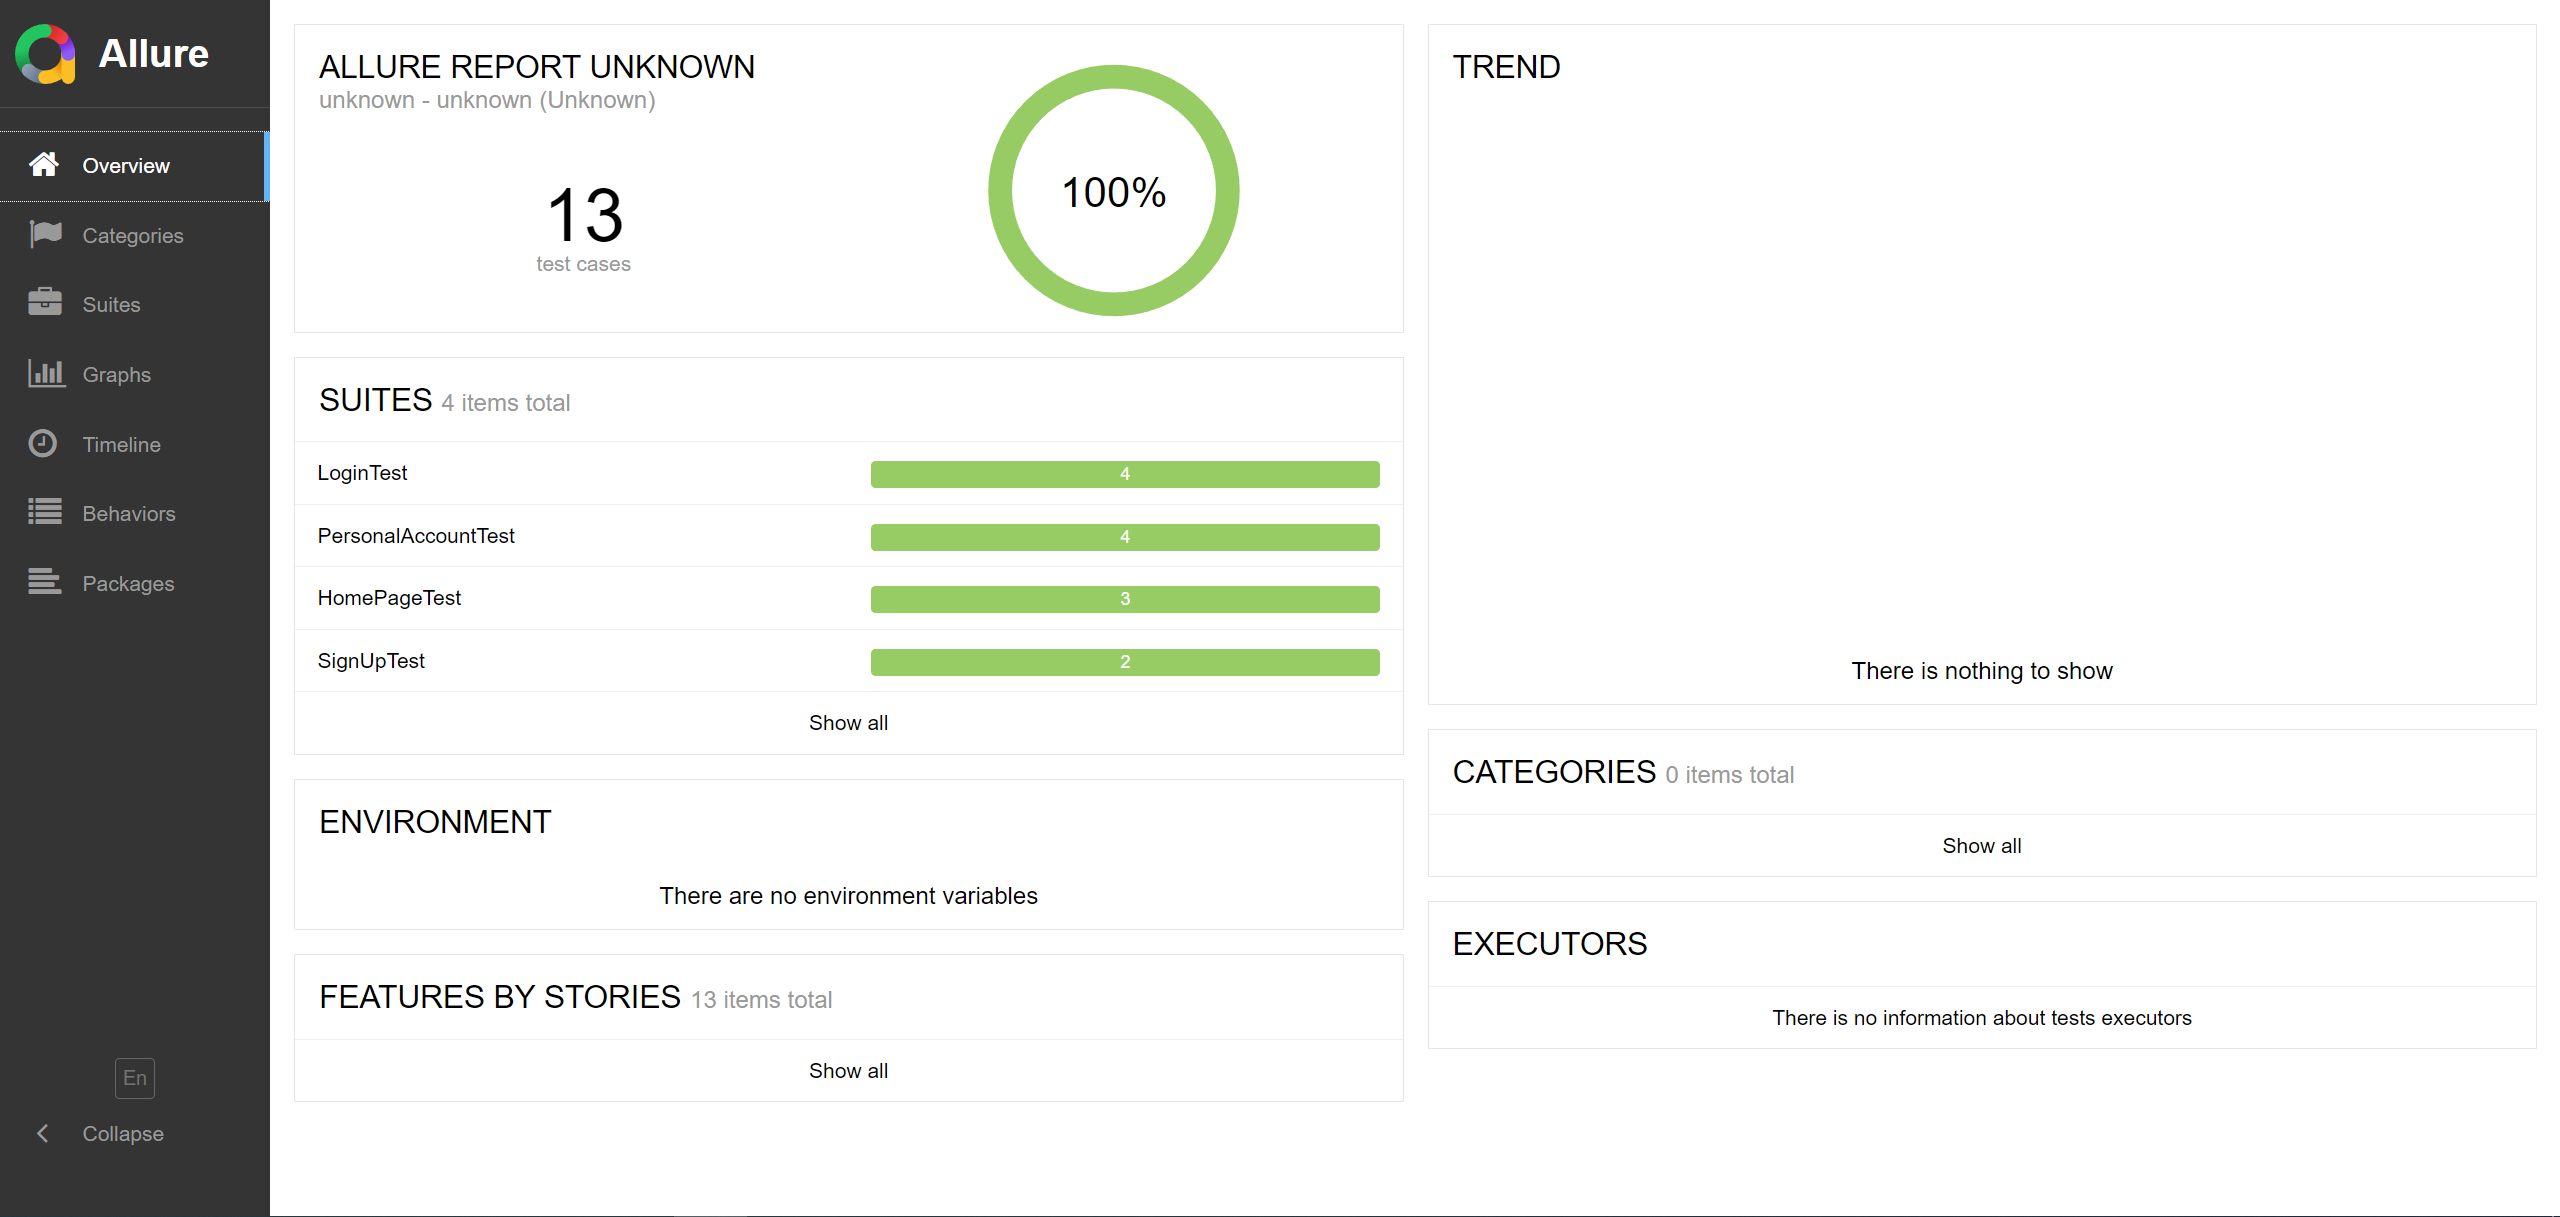 Allure
Overview
Categories
Suites
Graphs
Timeline
Behaviors
Packages
En
Collapse
ALLURE REPORT UNKNOWN
unknown - unknown (Unknown)
13
test cases
100%
SUITES 4 items total
LoginTest 4
PersonalAccountTest 4
HomePageTest 3
SignUpTest 2
Show all
ENVIRONMENT
There are no environment variables
FEATURES BY STORIES 13 items total
Show all
TREND
There is nothing to show
CATEGORIES 0 items total
Show all
EXECUTORS
There is no information about tests executors